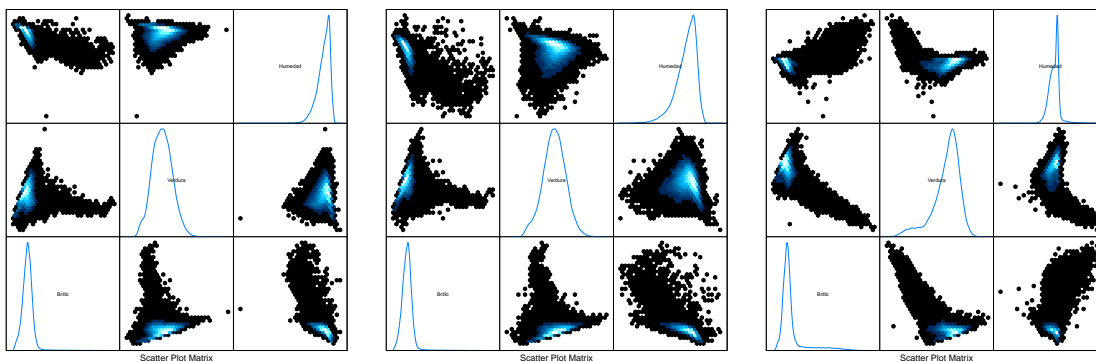 Humedad
Verdura
Brillo
Scatter Plot Matrix
Humedad
Verdura
Brillo
Scatter Plot Matrix
Humedad
Verdura
Brillo
Scatter Plot Matrix